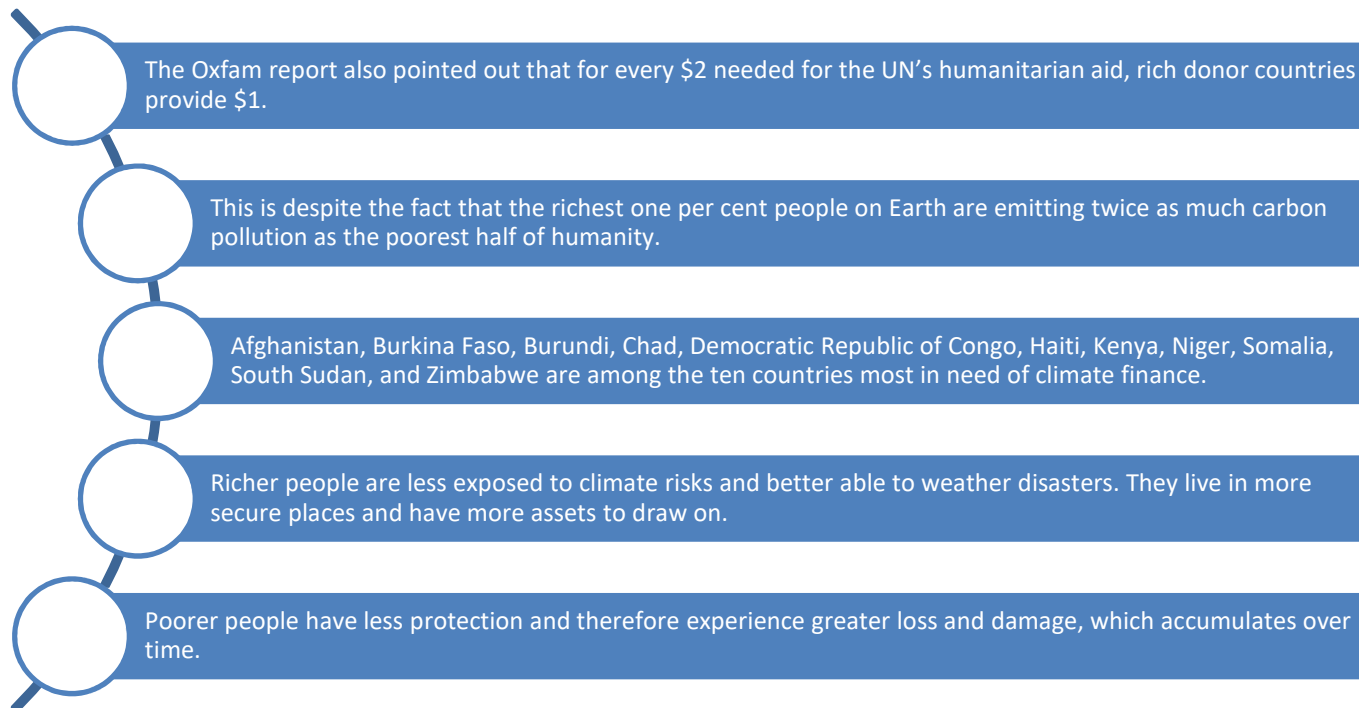 The Oxfam report also pointed out that for every $2 needed for the UN’s humanitarian aid, rich donor countries
provide $1.
This is despite the fact that the richest one per cent people on Earth are emitting twice as much carbon
pollution as the poorest half of humanity.
Afghanistan, Burkina Faso, Burundi, Chad, Democratic Republic of Congo, Haiti, Kenya, Niger, Somalia,
South Sudan, and Zimbabwe are among the ten countries most in need of climate finance.
Richer people are less exposed to climate risks and better able to weather disasters. They live in more
secure places and have more assets to draw on.
Poorer people have less protection and therefore experience greater loss and damage, which accumulates over
time.